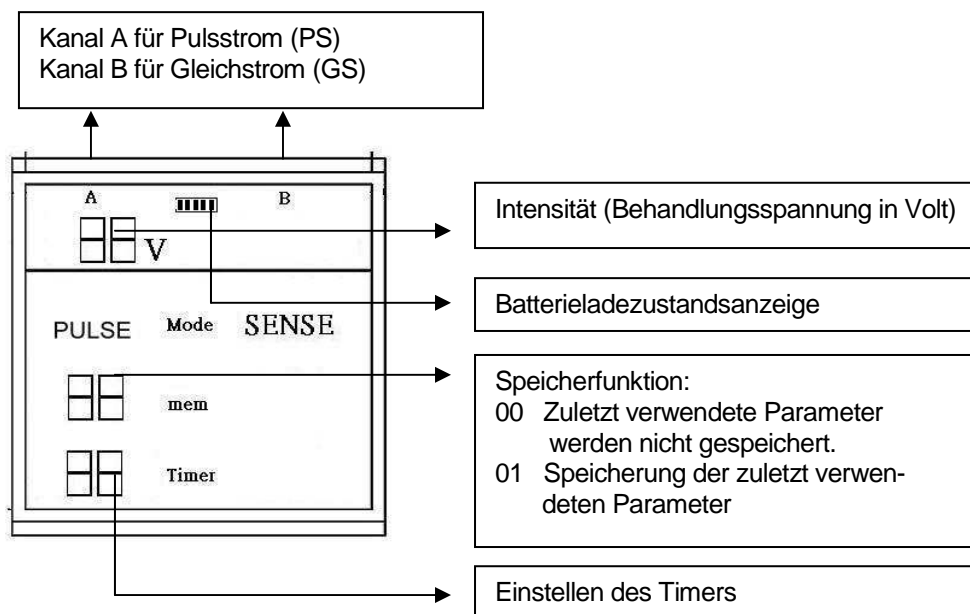 Kanal A für Pulsstrom (PS)
Kanal B für Gleichstrom (GS)
A B
V
Intensität (Behandlungsspannung in Volt)
Batterieladezustandsanzeige
PULSE Mode SENSE
mem
Speicherfunktion:
00 Zuletzt verwendete Parameter
werden nicht gespeichert.
01 Speicherung der zuletzt verwen-
deten Parameter
Timer
Einstellen des Timers